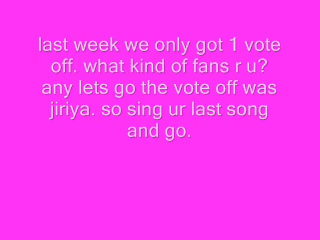 last week we only got 1 vote
off. what kind of fans r u?
any lets go the vote off was
jiriya. so sing ur last song
and go.